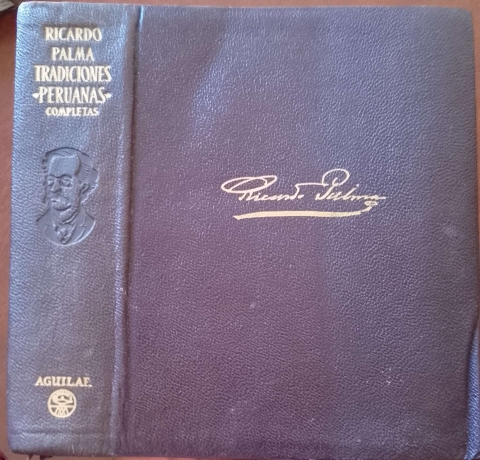 RICARDO
PALMA
TRADICIONES
-PERUANAS-
COMPLETAS
Ricardo Palma
AGUILAR